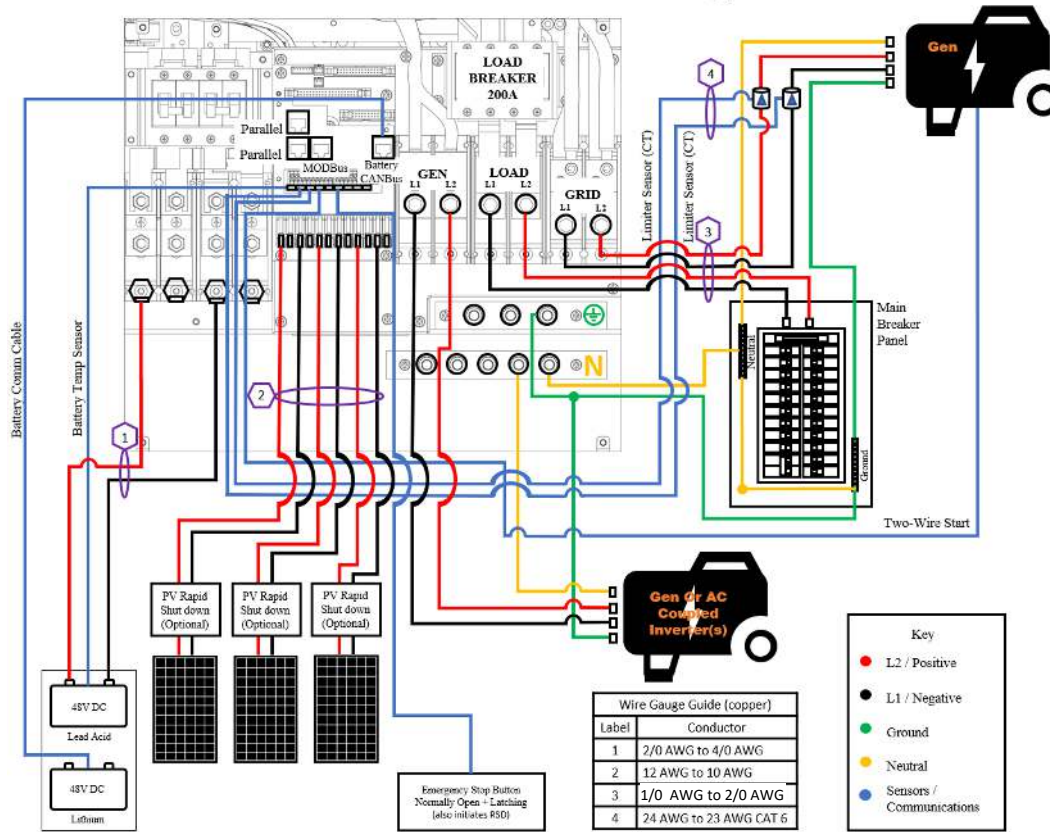 Gen
4
LOAD
BREAKER
200A
Parallel
Parallel
MODBus
Battery
CANBus
GEN
L1 L2
LOAD
L1 L2
GRID
L1 L2
Limiter Sensor (CT)
Limiter Sensor (CT)
3
Main
Breaker
Panel
Neutral
Ground
N
Battery Comm Cable
Battery Temp Sensor
1
2
Two-Wire Start
PV Rapid
Shut down
(Optional)
PV Rapid
Shut down
(Optional)
PV Rapid
Shut down
(Optional)
Gen Or AC
Coupled
Inverter(s)
48V DC
Lead Acid
48V DC
Lithium
Emergency Stop Button
Normally Open + Latching
(also initiates RSD)
Wire Gauge Guide (copper)
Label Conductor
1 2/0 AWG to 4/0 AWG
2 12 AWG to 10 AWG
3 1/0 AWG to 2/0 AWG
4 24 AWG to 23 AWG CAT 6
Key
L2 / Positive
L1 / Negative
Ground
Neutral
Sensors /
Communications